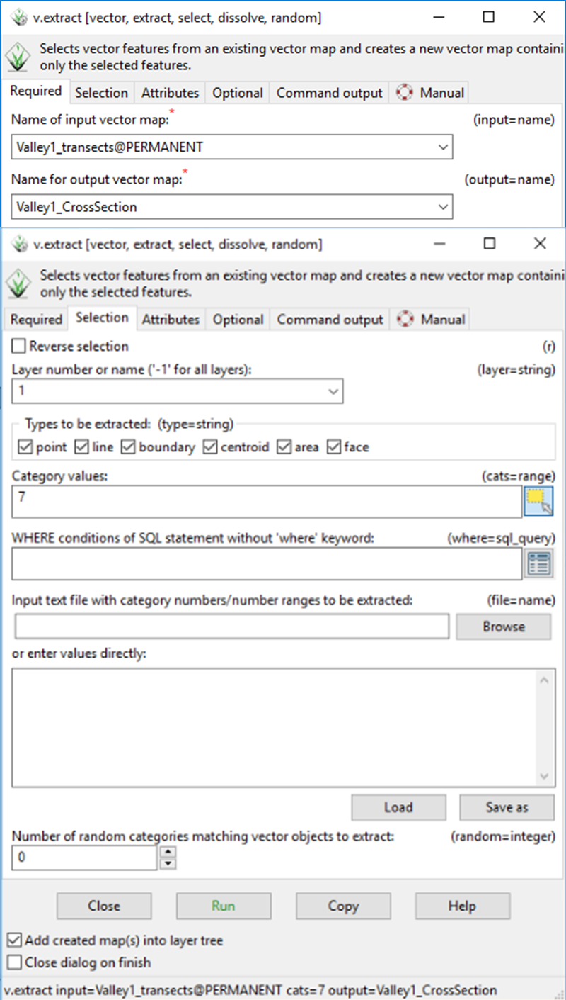 v.extract [vector, extract, select, dissolve, random]
Selects vector features from an existing vector map and creates a new vector map containi
only the selected features.
Required Selection Attributes Optional Command output Manual
Name of input vector map:* (input=name)
Valley1_transects@PERMANENT
Name for output vector map:* (output=name)
Valley1_CrossSection
v.extract [vector, extract, select, dissolve, random]
Selects vector features from an existing vector map and creates a new vector map containi
only the selected features.
Required Selection Attributes Optional Command output Manual
Reverse selection (r)
Layer number or name ('-1' for all layers): (layer=string)
1
Types to be extracted: (type=string)
point line boundary centroid area face
Category values: (cats=range)
7
WHERE conditions of SQL statement without 'where' keyword: (where=sql_query)
Input text file with category numbers/number ranges to be extracted: (file=name)
Browse
or enter values directly:
Load Save as
Number of random categories matching vector objects to extract: (random=integer)
0
Close Run Copy Help
Add created map(s) into layer tree
Close dialog on finish
v.extract input=Valley1_transects@PERMANENT cats=7 output=Valley1_CrossSection